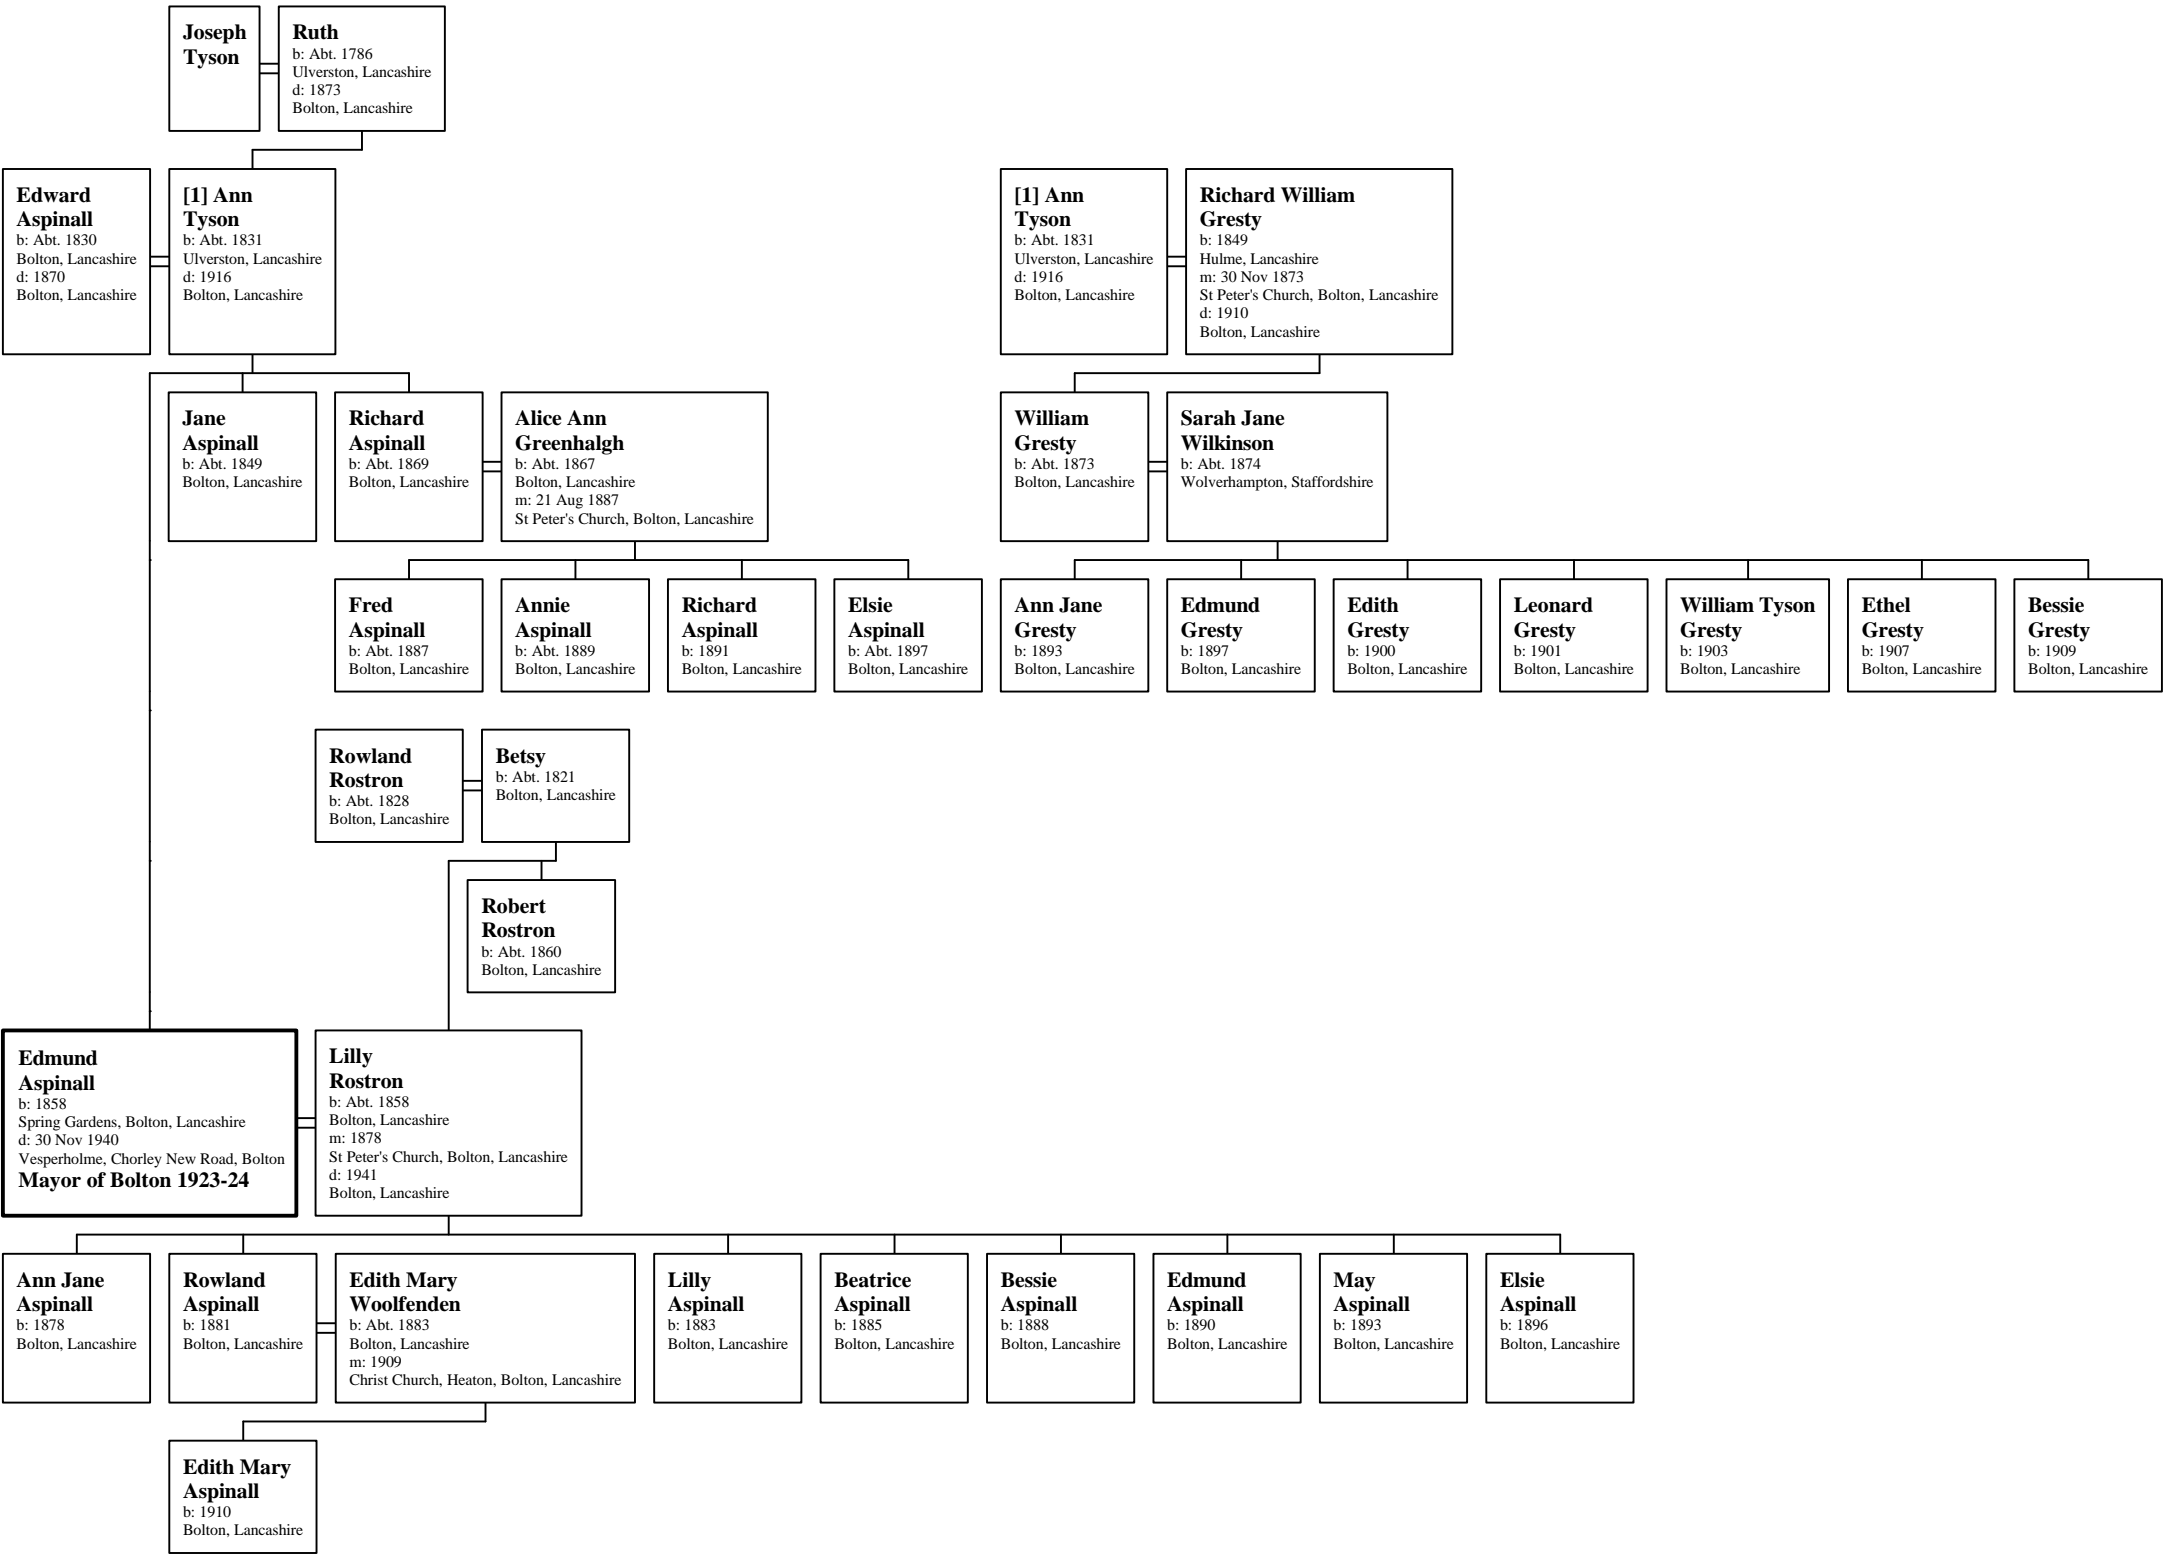 Joseph
Tyson
Ruth
b: Abt. 1786
Ulverston, Lancashire
d: 1873
Bolton, Lancashire
Edward
Aspinall
b: Abt. 1830
Bolton, Lancashire
d: 1870
Bolton, Lancashire
[1] Ann
Tyson
b: Abt. 1831
Ulverston, Lancashire
d: 1916
Bolton, Lancashire
[1] Ann
Tyson
b: Abt. 1831
Ulverston, Lancashire
d: 1916
Bolton, Lancashire
Richard William
Gresty
b: 1849
Hulme, Lancashire
m: 30 Nov 1873
St Peter's Church, Bolton, Lancashire
d: 1910
Bolton, Lancashire
Jane
Aspinall
b: Abt. 1849
Bolton, Lancashire
Richard
Aspinall
b: Abt. 1869
Bolton, Lancashire
Alice Ann
Greenhalgh
b: Abt. 1867
Bolton, Lancashire
m: 21 Aug 1887
St Peter's Church, Bolton, Lancashire
William
Gresty
b: Abt. 1873
Bolton, Lancashire
Sarah Jane
Wilkinson
b: Abt. 1874
Wolverhampton, Staffordshire
Fred
Aspinall
b: Abt. 1887
Bolton, Lancashire
Annie
Aspinall
b: Abt. 1889
Bolton, Lancashire
Richard
Aspinall
b: 1891
Bolton, Lancashire
Elsie
Aspinall
b: Abt. 1897
Bolton, Lancashire
Ann Jane
Gresty
b: 1893
Bolton, Lancashire
Edmund
Gresty
b: 1897
Bolton, Lancashire
Edith
Gresty
b: 1900
Bolton, Lancashire
Leonard
Gresty
b: 1901
Bolton, Lancashire
William Tyson
Gresty
b: 1903
Bolton, Lancashire
Ethel
Gresty
b: 1907
Bolton, Lancashire
Bessie
Gresty
b: 1909
Bolton, Lancashire
Rowland
Rostron
b: Abt. 1828
Bolton, Lancashire
Betsy
b: Abt. 1821
Bolton, Lancashire
Robert
Rostron
b: Abt. 1860
Bolton, Lancashire
Edmund
Aspinall
b: 1858
Spring Gardens, Bolton, Lancashire
d: 30 Nov 1940
Vesperholme, Chorley New Road, Bolton
Mayor of Bolton 1923-24
Lilly
Rostron
b: Abt. 1858
Bolton, Lancashire
m: 1878
St Peter's Church, Bolton, Lancashire
d: 1941
Bolton, Lancashire
Ann Jane
Aspinall
b: 1878
Bolton, Lancashire
Rowland
Aspinall
b: 1881
Bolton, Lancashire
Edith Mary
Woolfenden
b: Abt. 1883
Bolton, Lancashire
m: 1909
Christ Church, Heaton, Bolton, Lancashire
Lilly
Aspinall
b: 1883
Bolton, Lancashire
Beatrice
Aspinall
b: 1885
Bolton, Lancashire
Bessie
Aspinall
b: 1888
Bolton, Lancashire
Edmund
Aspinall
b: 1890
Bolton, Lancashire
May
Aspinall
b: 1893
Bolton, Lancashire
Elsie
Aspinall
b: 1896
Bolton, Lancashire
Edith Mary
Aspinall
b: 1910
Bolton, Lancashire